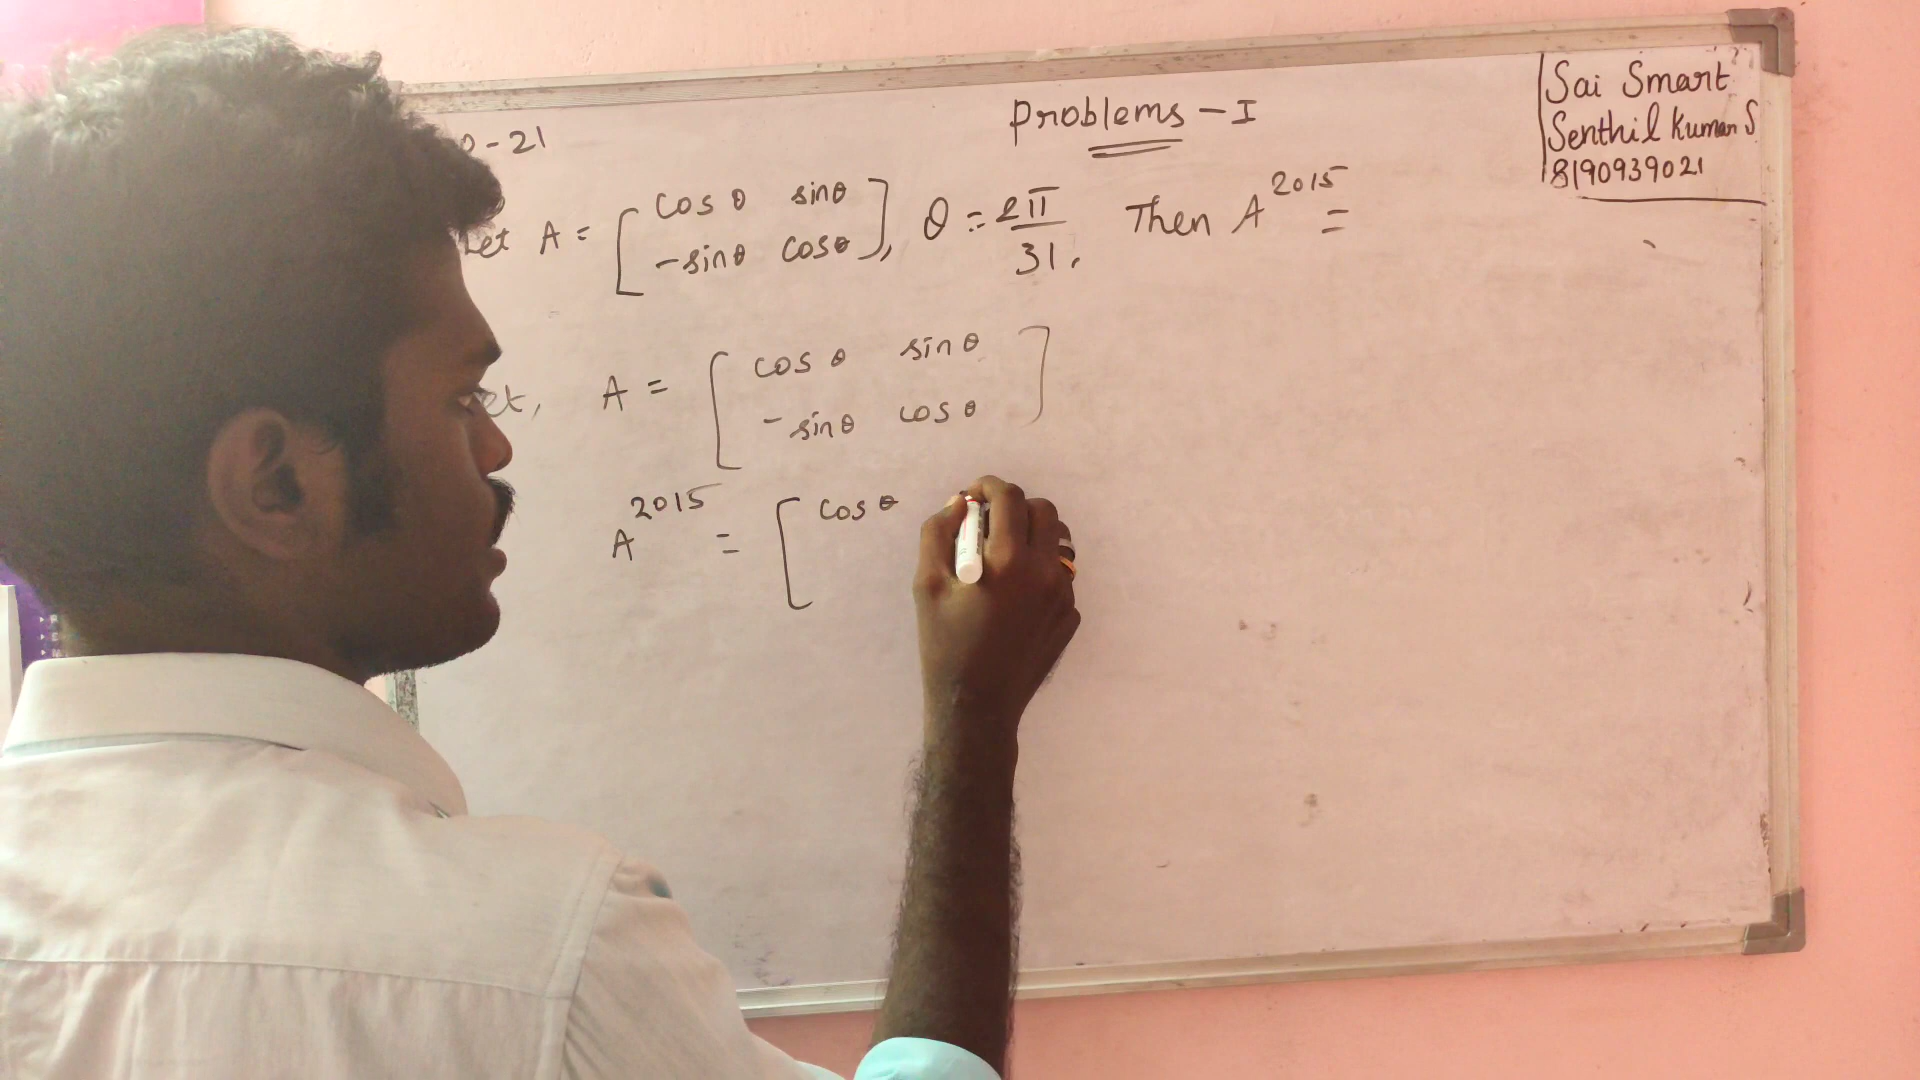 Problems - I
Sai Smart
Senthil Kumar S
8190939021
- 21
Let A = [ cos θ sin θ
-sin θ cos θ ], θ = 2π
31. Then A^2015 =
A = [ cos θ sin θ
- sin θ cos θ ]
A^2015 = [ cos θ